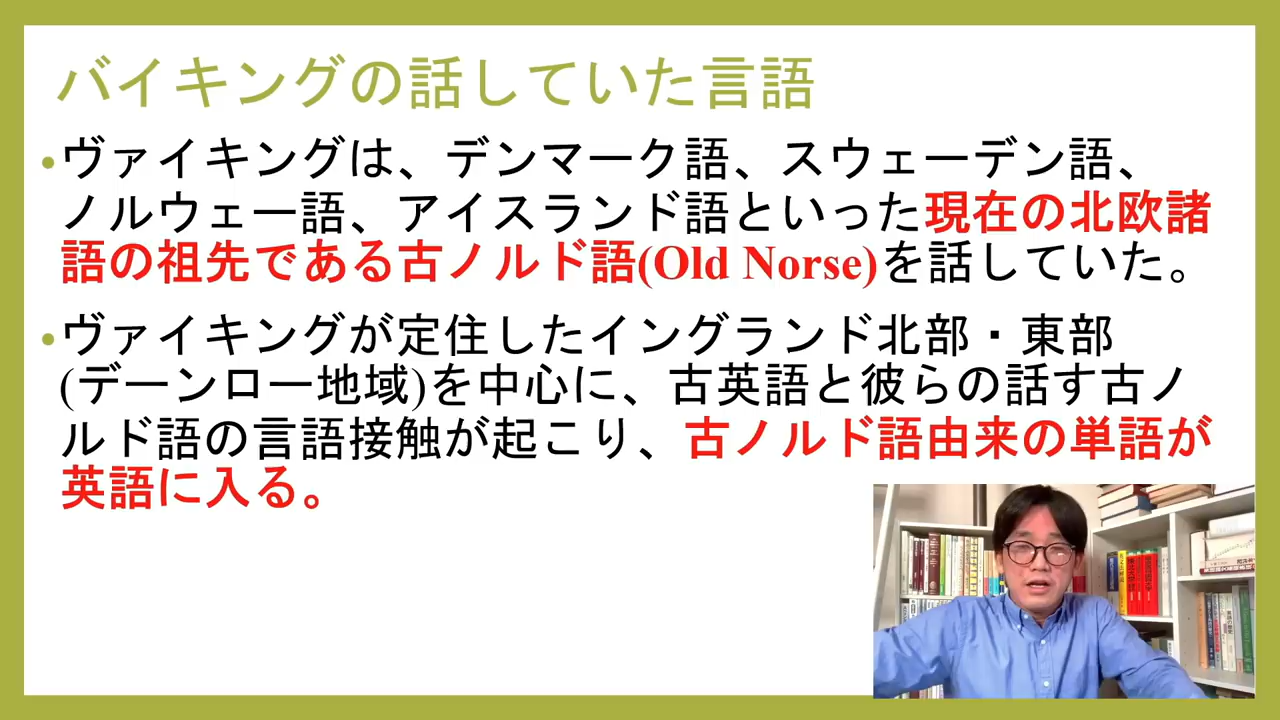 バイキングの話していた言語
•ヴァイキングは、デンマーク語、スウェーデン語、
ノルウェー語、アイスランド語といった現在の北欧諸
語の祖先である古ノルド語(Old Norse)を話していた。
•ヴァイキングが定住したイングランド北部・東部
(デーンロー地域)を中心に、古英語と彼らの話す古ノ
ルド語の言語接触が起こり、古ノルド語由来の単語が
英語に入る。